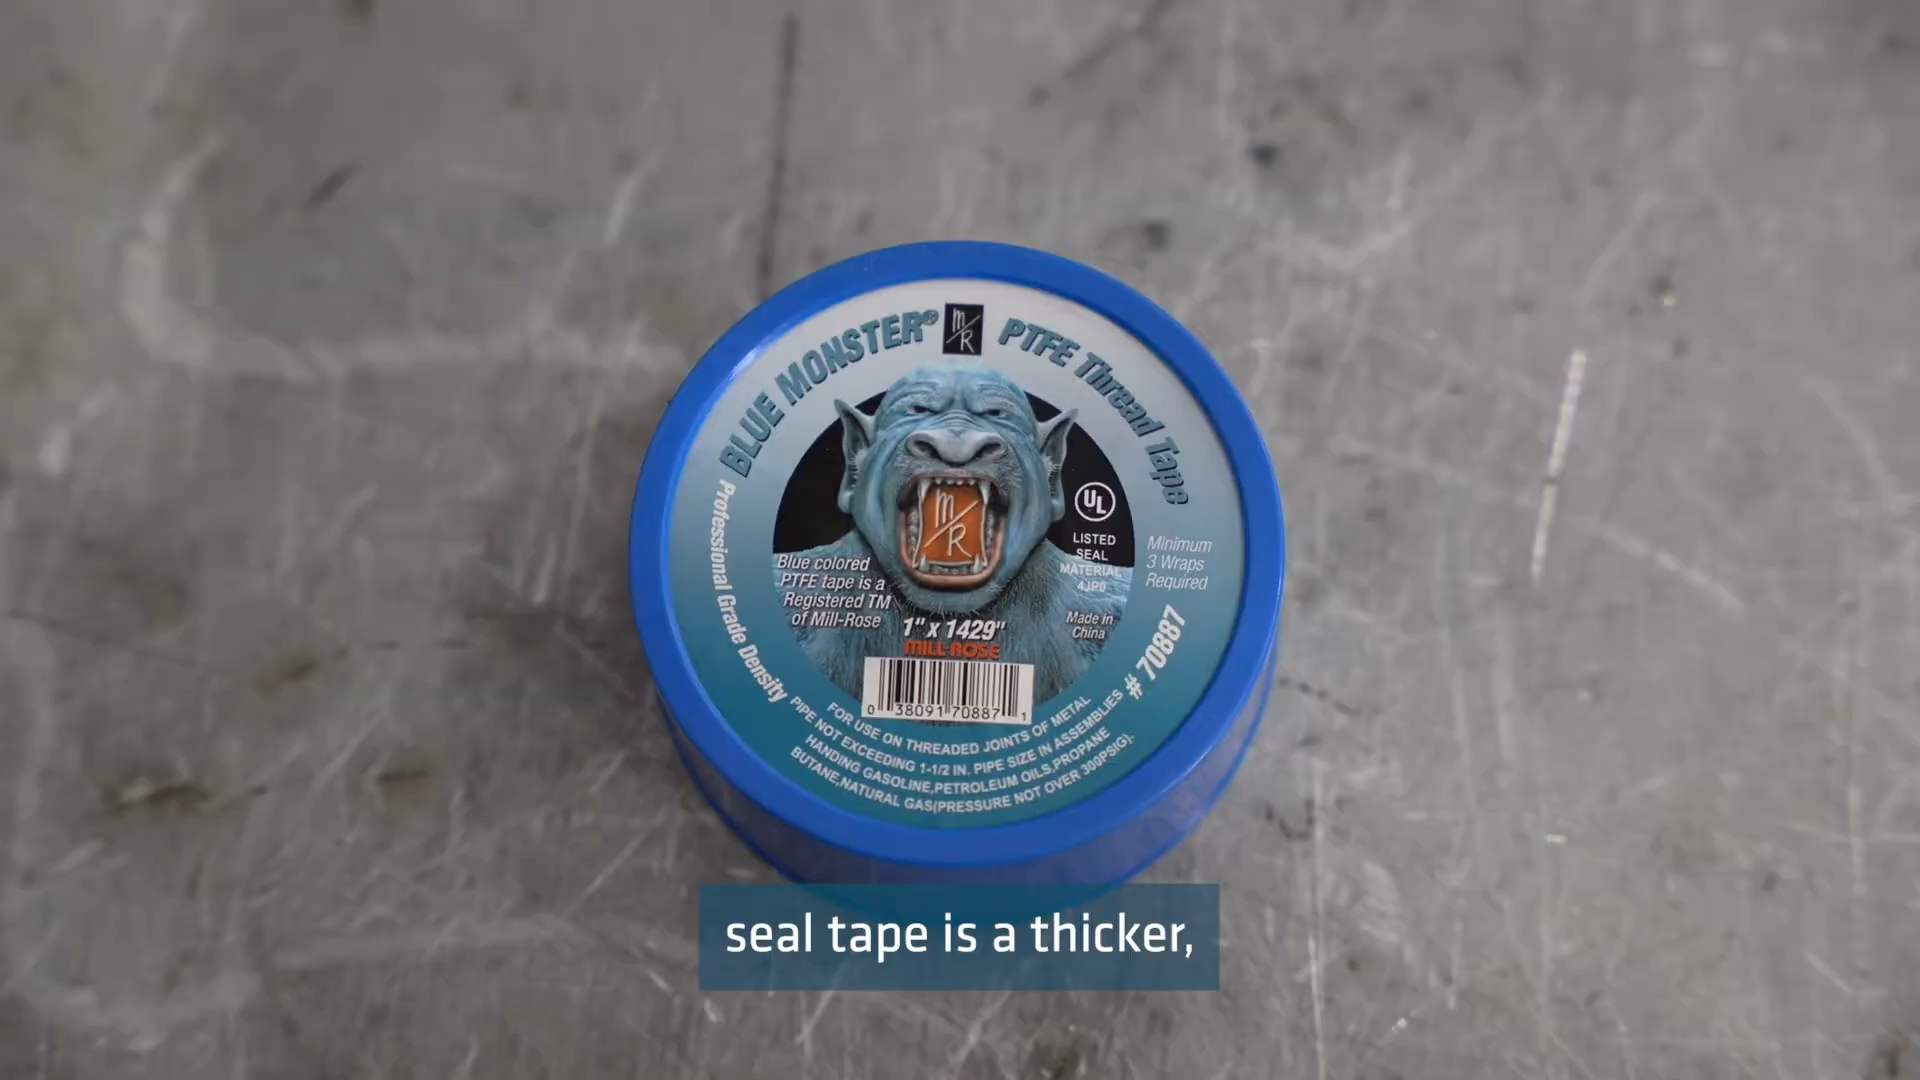 BLUE MONSTER® M/R PTFE Thread Tape
Professional Grade Density
M/R
UL
LISTED
SEAL
MATERIAL
4JP0
Minimum
3 Wraps
Required
Blue colored
PTFE tape is a
Registered TM
of Mill-Rose
1" x 1429"
MILL-ROSE
Made in
China
# 70887
0 38091 70887 1
FOR USE ON THREADED JOINTS OF METAL
PIPE NOT EXCEEDING 1-1/2 IN. PIPE SIZE IN ASSEMBLIES
HANDING GASOLINE,PETROLEUM OILS,PROPANE
BUTANE,NATURAL GAS(PRESSURE NOT OVER 300PSIG).
seal tape is a thicker,